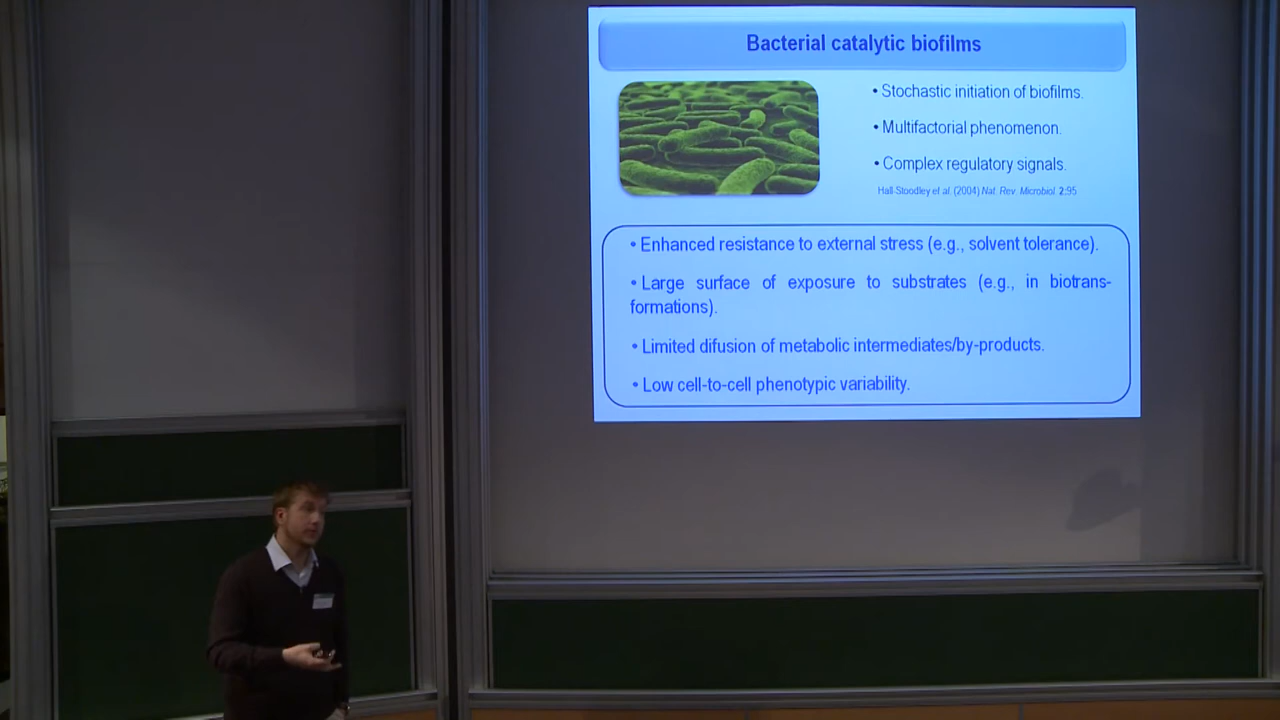 Bacterial catalytic biofilms
• Stochastic initiation of biofilms.
• Multifactorial phenomenon.
• Complex regulatory signals.
Hall-Stoodley et al. (2004) Nat. Rev. Microbiol. 2:95
• Enhanced resistance to external stress (e.g., solvent tolerance).
• Large surface of exposure to substrates (e.g., in biotrans-
formations).
• Limited difusion of metabolic intermediates/by-products.
• Low cell-to-cell phenotypic variability.